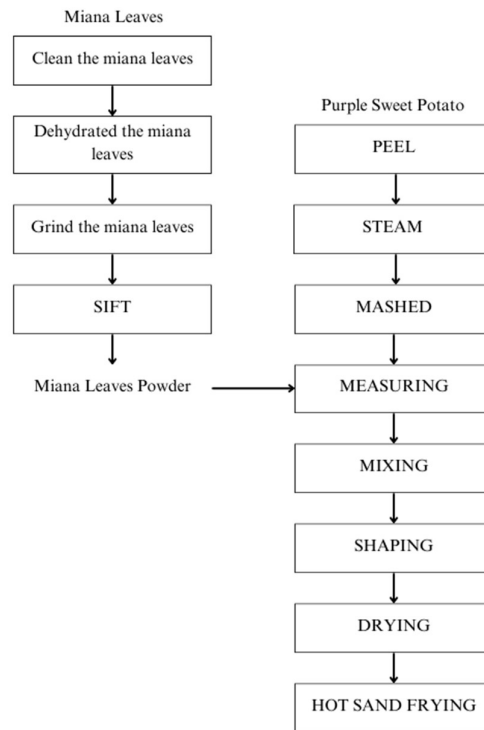 Miana Leaves
Clean the miana leaves
Dehydrated the miana
leaves
Grind the miana leaves
SIFT
Miana Leaves Powder
Purple Sweet Potato
PEEL
STEAM
MASHED
MEASURING
MIXING
SHAPING
DRYING
HOT SAND FRYING